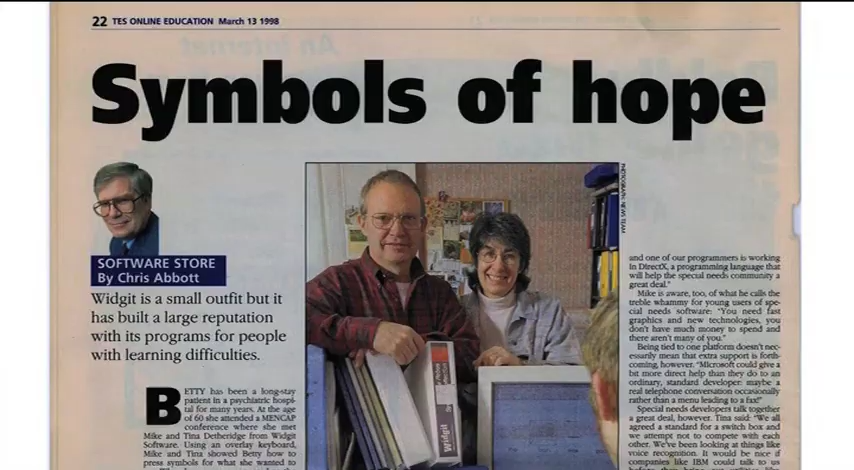 22 TES ONLINE EDUCATION March 13 1998
Symbols of hope
SOFTWARE STORE
By Chris Abbott
Widgit is a small outfit but it
has built a large reputation
with its programs for people
with learning difficulties.
BETTY has been a long-stay
patient in a psychiatric hospi-
tal for many years. At the age
of 60 she attended a MENCAP
conference where she met
Mike and Tina Detheridge from Widgit
Software. Using an overlay keyboard,
Mike and Tina showed Betty how to
press symbols for what she wanted to
PHOTOGRAPH: NEWS TEAM
Widgit
and one of our programmers is working
in DirectX, a programming language that
will help the special needs community a
great deal."
Mike is aware, too, of what he calls the
treble whammy for young users of spe-
cial needs software: "You need fast
graphics and new technologies, you
don't have much money to spend and
there aren't many of you."
Being tied to one platform doesn't nec-
essarily mean that extra support is forth-
coming, however. "Microsoft could give a
bit more direct help than they do to an
ordinary, standard developer: maybe a
real telephone conversation occasionally
rather than a menu leading to a fax!"
Special needs developers talk together
a great deal, however. Tina said: "We all
agreed a standard for a switch box and
we attempt not to compete with each
other. We've been looking at things like
voice recognition. It would be nice if
companies like IBM could talk to us